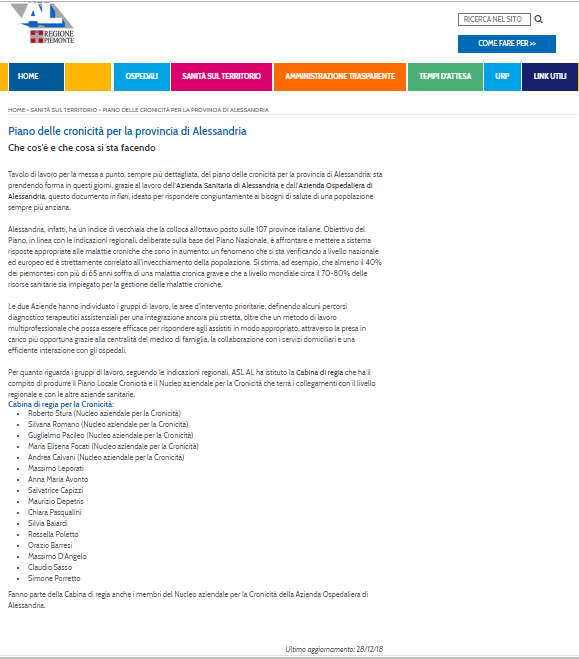 AL
REGIONE
PIEMONTE
RICERCA NEL SITO
COME FARE PER >>
HOME
OSPEDALI
SANITÀ SUL TERRITORIO
AMMINISTRAZIONE TRASPARENTE
TEMPI D'ATTESA
URP
LINK UTILI
HOME > SANITÀ SUL TERRITORIO > PIANO DELLE CRONICITÀ PER LA PROVINCIA DI ALESSANDRIA
Piano delle cronicità per la provincia di Alessandria
Che cos'è e che cosa si sta facendo
Tavolo di lavoro per la messa a punto, sempre più dettagliata, del piano delle cronicità per la provincia di Alessandria: sta
prendendo forma in questi giorni, grazie al lavoro dell'Azienda Sanitaria di Alessandria e dall'Azienda Ospedaliera di
Alessandria, questo documento in fieri, ideato per rispondere congiuntamente ai bisogni di salute di una popolazione
sempre più anziana.
Alessandria, infatti, ha un indice di vecchiaia che la colloca all'ottavo posto sulle 107 province italiane. Obiettivo del
Piano, in linea con le indicazioni regionali, deliberate sulla base del Piano Nazionale, è affrontare e mettere a sistema
risposte appropriate alle malattie croniche che sono in aumento: un fenomeno che si sta verificando a livello nazionale
ed europeo ed è strettamente correlato all'invecchiamento della popolazione. Si stima, ad esempio, che almeno il 40%
dei piemontesi con più di 65 anni soffra di una malattia cronica grave e che a livello mondiale circa il 70-80% delle
risorse sanitarie sia impiegato per la gestione delle malattie croniche.
Le due Aziende hanno individuato i gruppi di lavoro, le aree d'intervento prioritarie, definendo alcuni percorsi
diagnostico terapeutici assistenziali per una integrazione ancora più stretta, oltre che un metodo di lavoro
multiprofessionale che possa essere efficace per rispondere agli assistiti in modo appropriato, attraverso la presa in
carico più opportuna grazie alla centralità del medico di famiglia, la collaborazione con i servizi domiciliari e una
efficiente interazione con gli ospedali.
Per quanto riguarda i gruppi di lavoro, seguendo le indicazioni regionali, ASL AL ha istituto la Cabina di regia che ha il
compito di produrre il Piano Locale Cronicità e il Nucleo aziendale per la Cronicità che terrà i collegamenti con il livello
regionale e con le altre aziende sanitarie.
Cabina di regia per la Cronicità:
• Roberto Stura (Nucleo aziendale per la Cronicità)
• Silvana Romano (Nucleo aziendale per la Cronicità)
• Guglielmo Pacileo (Nucleo aziendale per la Cronicità)
• Maria Elisena Focati (Nucleo aziendale per la Cronicità)
• Andrea Calvani (Nucleo aziendale per la Cronicità)
• Massimo Leporati
• Anna Maria Avonto
• Salvatrice Capizzi
• Maurizio Depetris
• Chiara Pasqualini
• Silvia Baiardi
• Rossella Poletto
• Orazio Barresi
• Massimo D'Angelo
• Claudio Sasso
• Simone Porretto
Fanno parte della Cabina di regia anche i membri del Nucleo aziendale per la Cronicità della Azienda Ospedaliera di
Alessandria.
Ultimo aggiornamento: 28/12/18